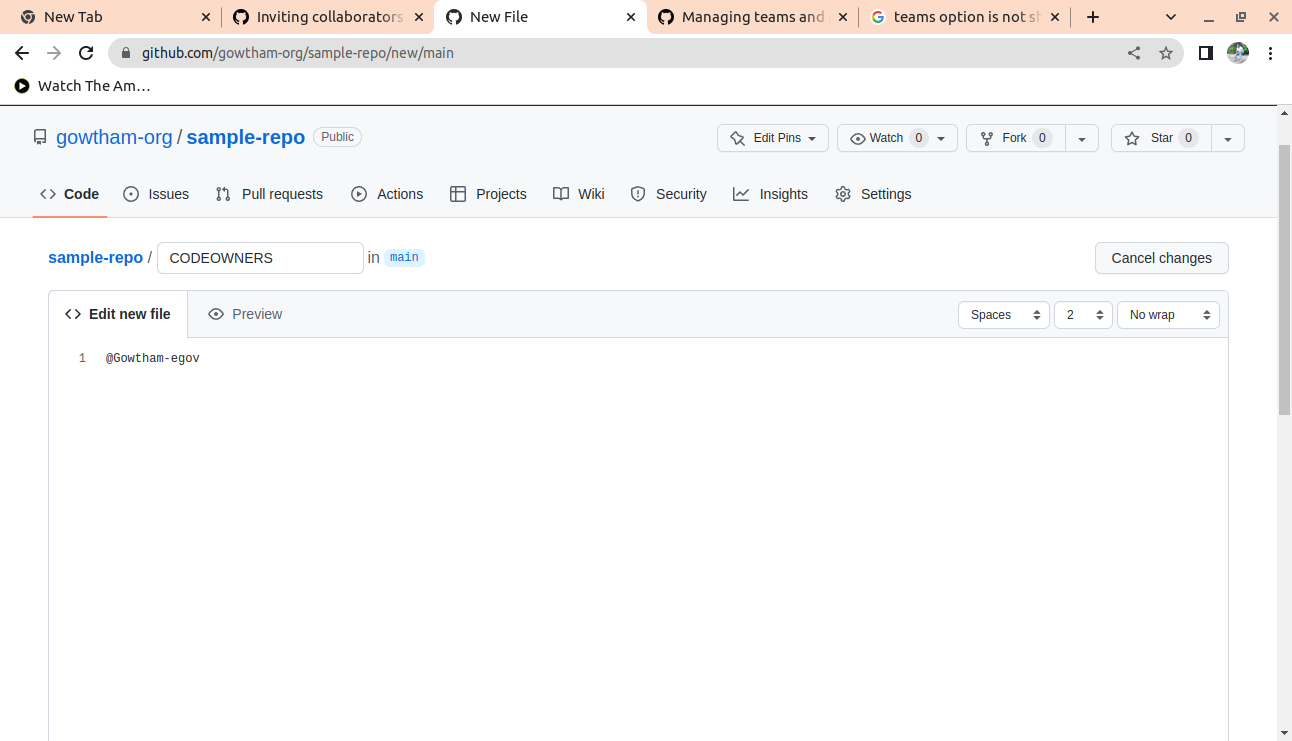 New Tab
Inviting collaborators
New File
Managing teams and
teams option is not sh
github.com/gowtham-org/sample-repo/new/main
Watch The Am…
gowtham-org / sample-repo Public
Edit Pins Watch 0 Fork 0 Star 0
Code Issues Pull requests Actions Projects Wiki Security Insights Settings
sample-repo / CODEOWNERS in main Cancel changes
Edit new file Preview Spaces 2 No wrap
1 @Gowtham-egov